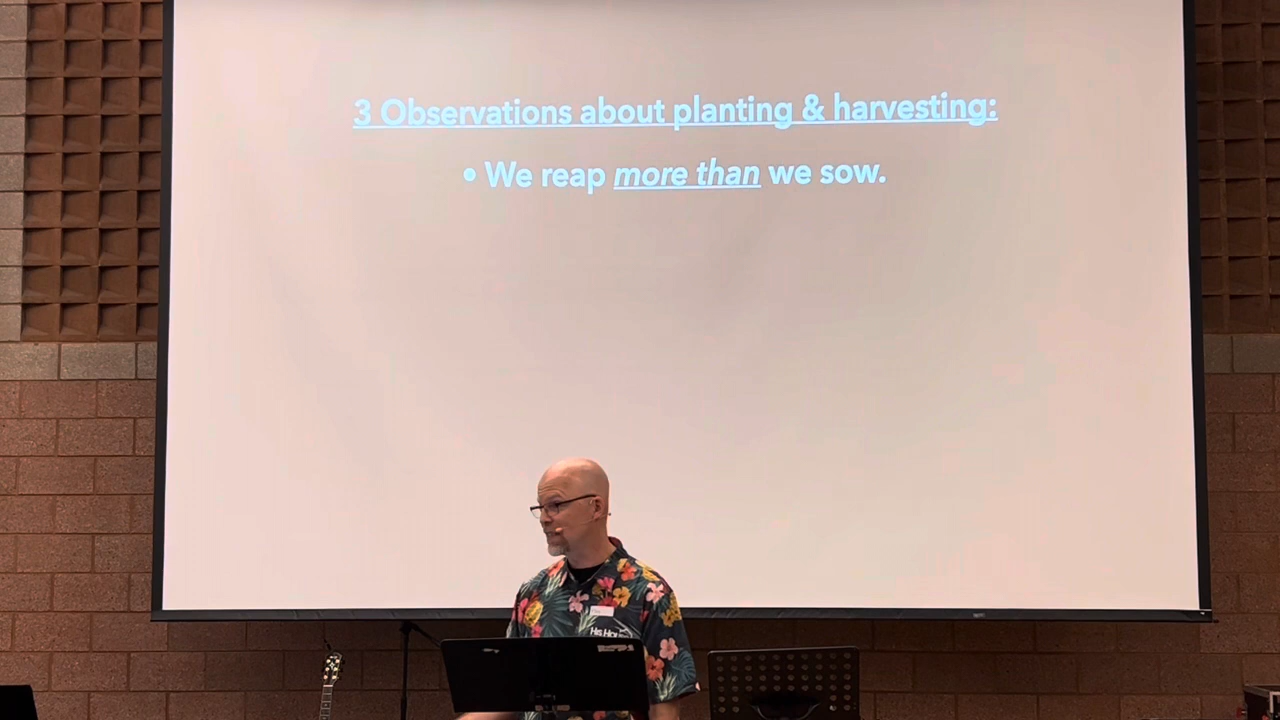 3 Observations about planting & harvesting:
• We reap more than we sow.